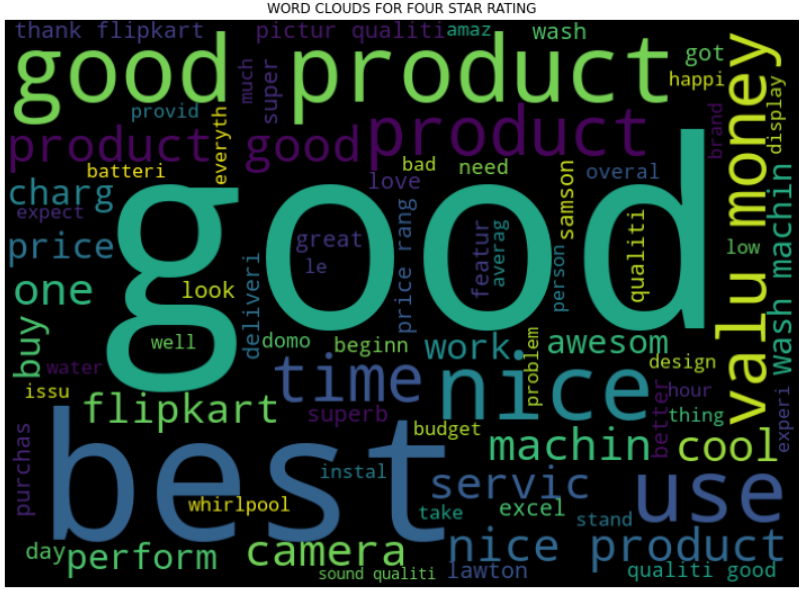 WORD CLOUDS FOR FOUR STAR RATING
thank flipkart
pictur qualiti
amaz
wash
good product
got
happi
much
super
provid
everyth
product
good
product
brand
display
valu money
batteri
bad
need
overal
charg
love
samson
expect
good
great
le
featur
averag
qualiti
price
price rang
person
low
wash machin
one
look
deliveri
buy
well
domo
beginn
work
awesom
water
time
nice
problem
design
issu
better
hour
flipkart
superb
thing
experi
budget
best
machin
cool
purchas
instal
servic
use
whirlpool
take
excel
stand
day
perform
camera
nice product
sound qualiti
lawton
qualiti good